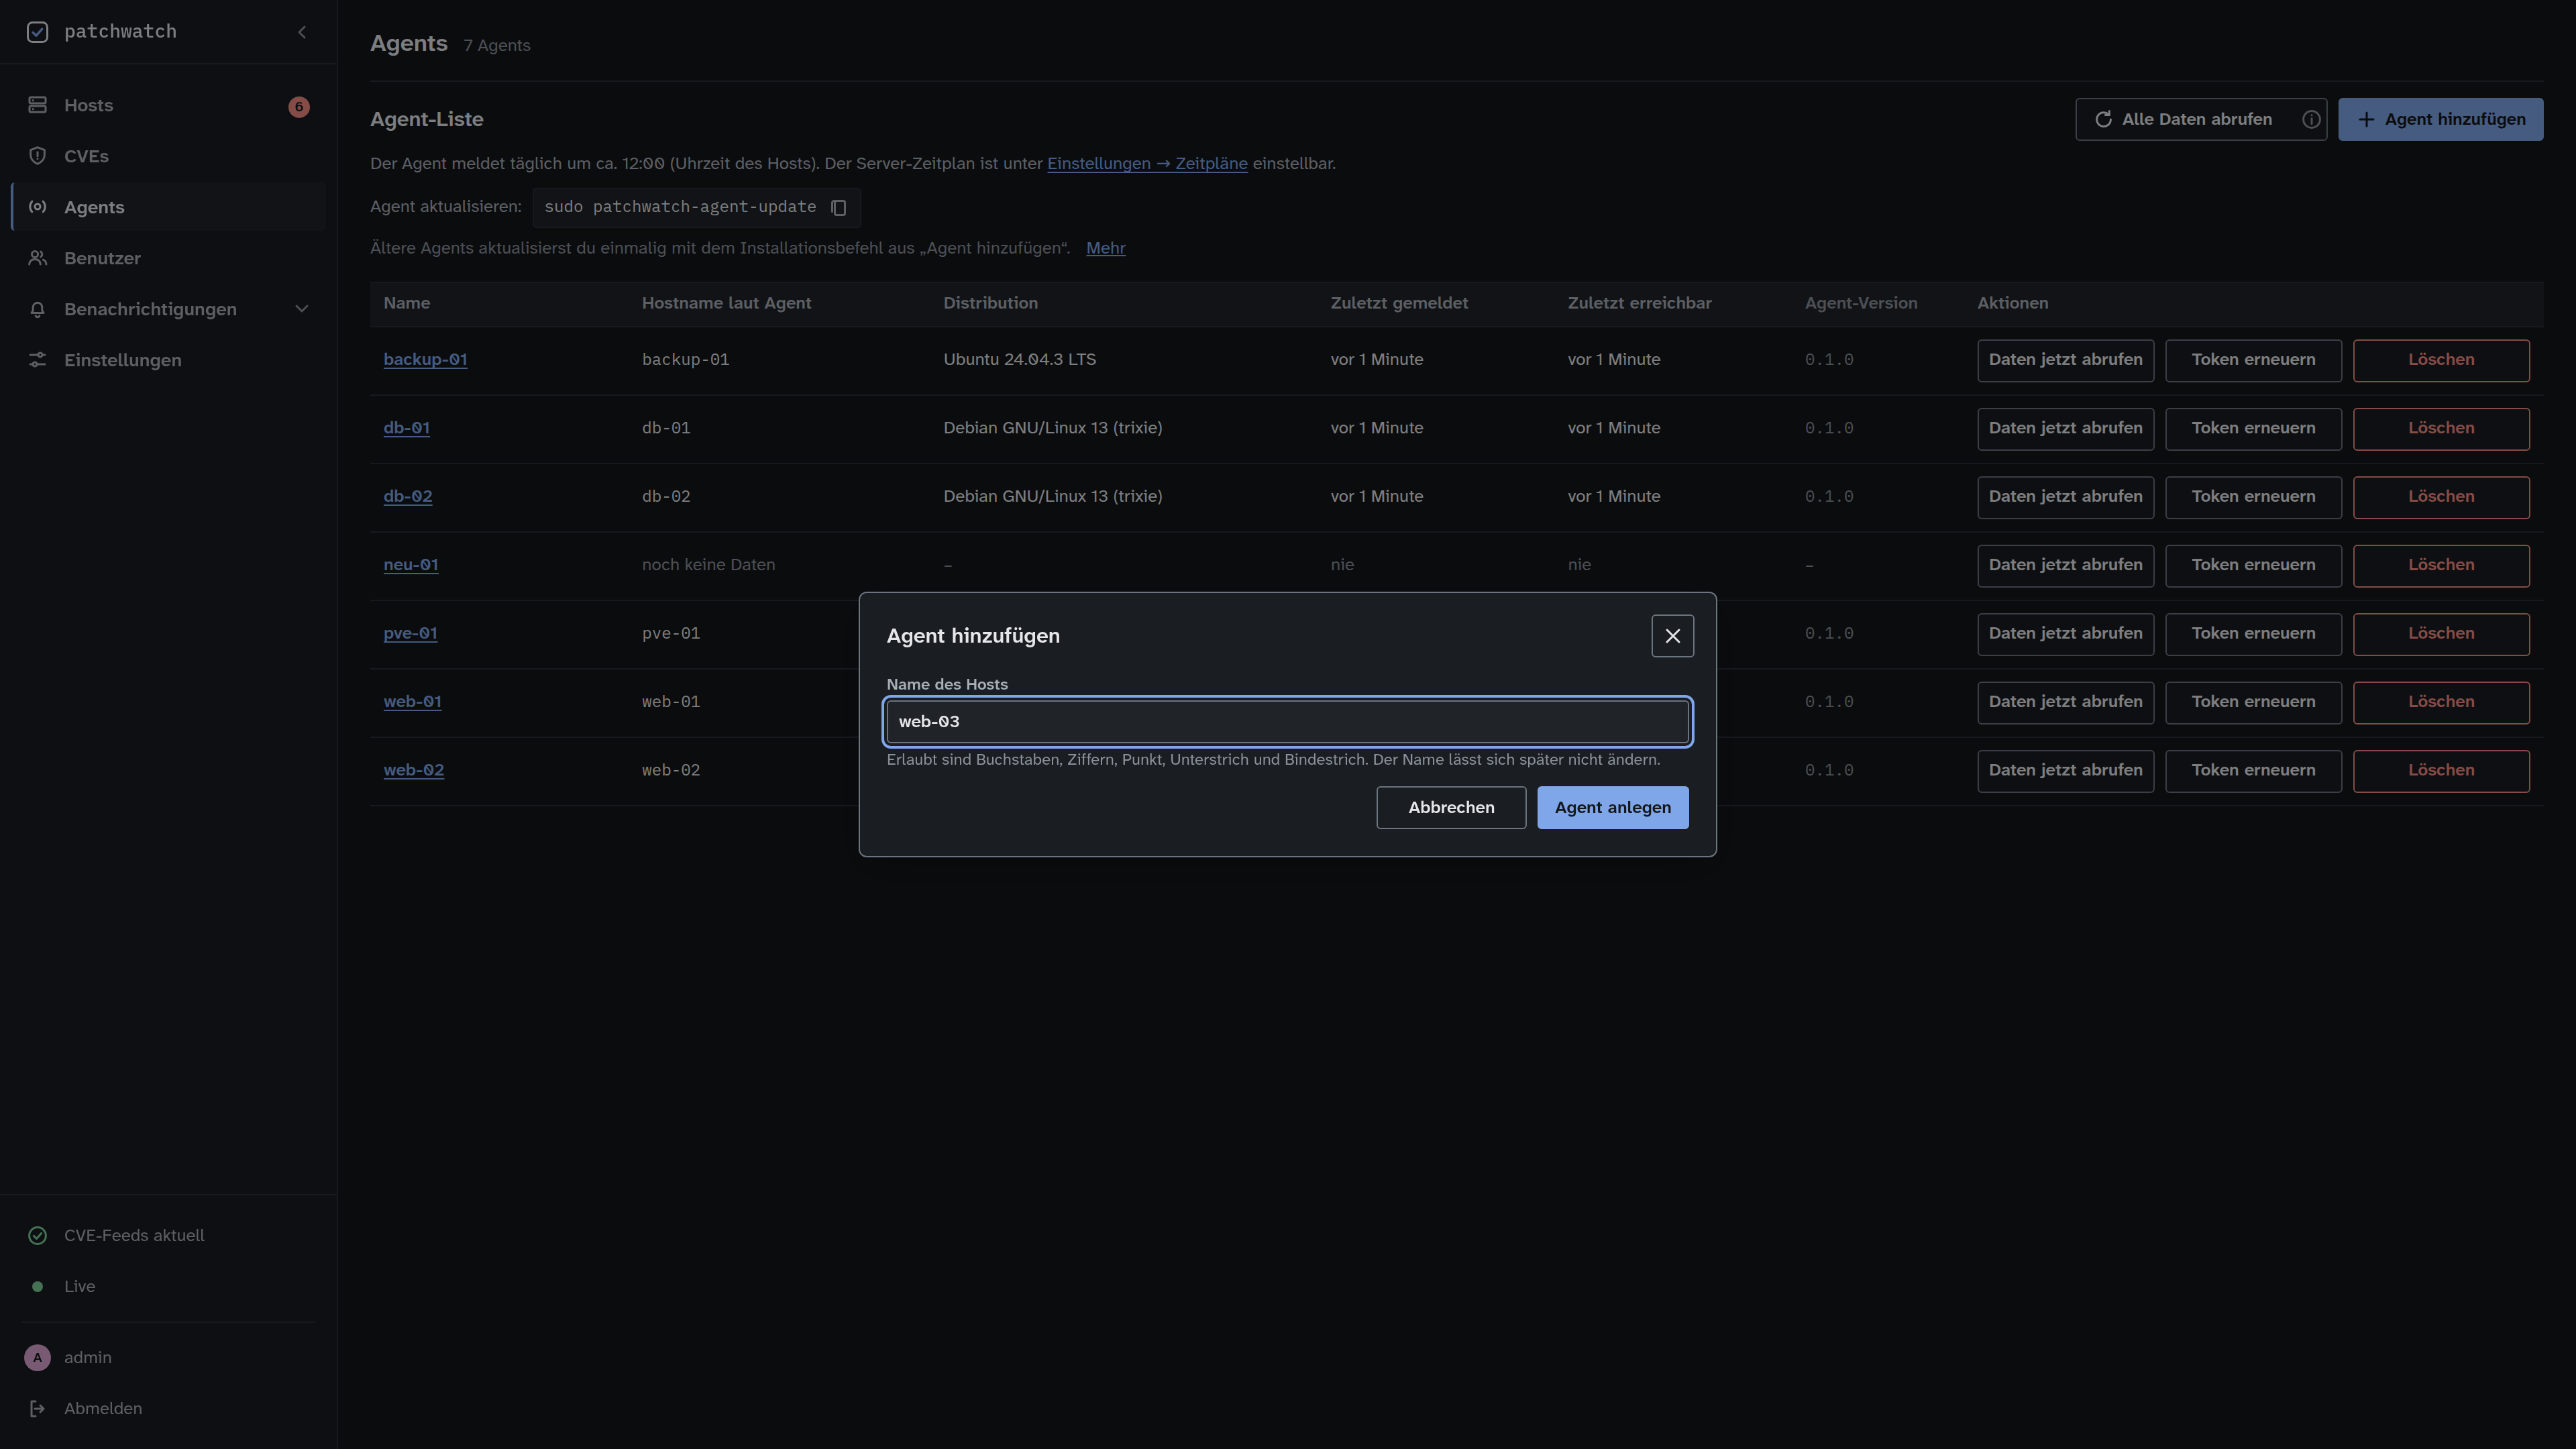 patchwatch
Hosts 6
CVEs
Agents
Benutzer
Benachrichtigungen
Einstellungen
CVE-Feeds aktuell
Live
A admin
Abmelden
Agents 7 Agents
Agent-Liste
Alle Daten abrufen
Agent hinzufügen
Der Agent meldet täglich um ca. 12:00 (Uhrzeit des Hosts). Der Server-Zeitplan ist unter Einstellungen → Zeitpläne einstellbar.
Agent aktualisieren: sudo patchwatch-agent-update
Ältere Agents aktualisierst du einmalig mit dem Installationsbefehl aus „Agent hinzufügen“. Mehr
Name Hostname laut Agent Distribution Zuletzt gemeldet Zuletzt erreichbar Agent-Version Aktionen
backup-01 backup-01 Ubuntu 24.04.3 LTS vor 1 Minute vor 1 Minute 0.1.0 Daten jetzt abrufen Token erneuern Löschen
db-01 db-01 Debian GNU/Linux 13 (trixie) vor 1 Minute vor 1 Minute 0.1.0 Daten jetzt abrufen Token erneuern Löschen
db-02 db-02 Debian GNU/Linux 13 (trixie) vor 1 Minute vor 1 Minute 0.1.0 Daten jetzt abrufen Token erneuern Löschen
neu-01 noch keine Daten – nie nie – Daten jetzt abrufen Token erneuern Löschen
pve-01 pve-01 0.1.0 Daten jetzt abrufen Token erneuern Löschen
web-01 web-01 0.1.0 Daten jetzt abrufen Token erneuern Löschen
web-02 web-02 0.1.0 Daten jetzt abrufen Token erneuern Löschen
Agent hinzufügen
Name des Hosts
web-03
Erlaubt sind Buchstaben, Ziffern, Punkt, Unterstrich und Bindestrich. Der Name lässt sich später nicht ändern.
Abbrechen Agent anlegen